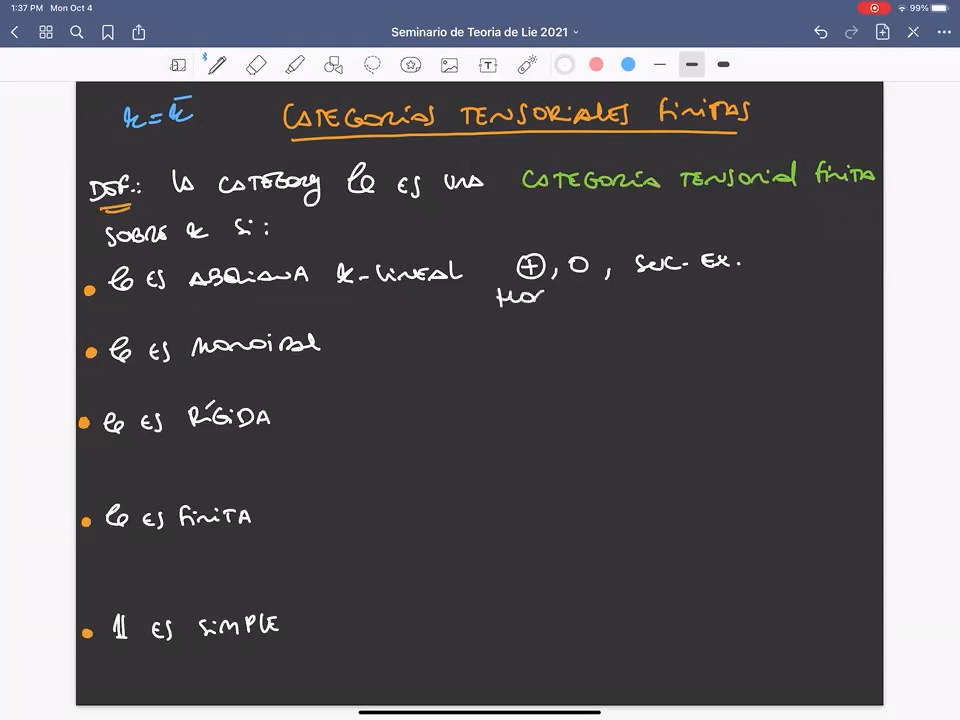 1:37 PM Mon Oct 4
99%
Seminario de Teoria de Lie 2021
k = k̄
CATEGORÍAS TENSORIALES FINITAS
DEF.: LA CATEGORY 𝒞 ES UNA CATEGORÍA TENSORIAL FINITA
SOBRE k SI:
• 𝒞 ES ABELIANA k-LINEAL ⊕, 0, SUC. EX.
HOM
• 𝒞 ES MONOIDAL
• 𝒞 ES RÍGIDA
• 𝒞 ES FINITA
• 𝟙 ES SIMPLE